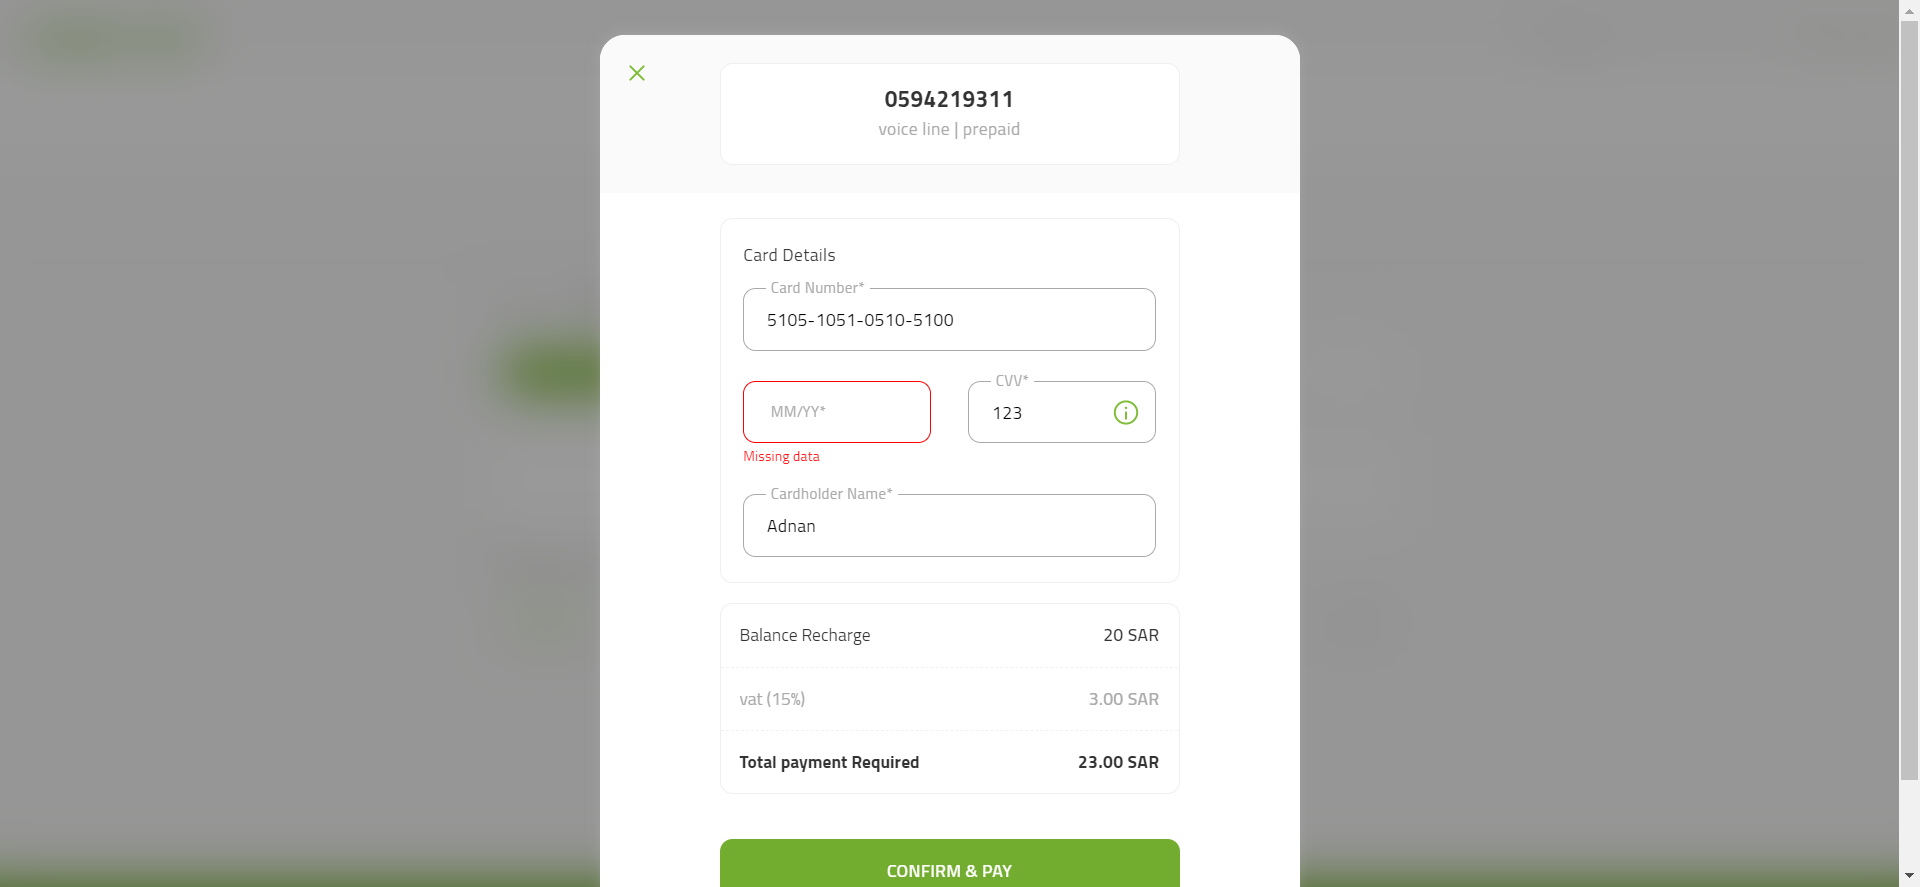 0594219311
voice line | prepaid
Card Details
Card Number*
5105-1051-0510-5100
MM/YY*
CVV*
123
Missing data
Cardholder Name*
Adnan
Balance Recharge 20 SAR
vat (15%) 3.00 SAR
Total payment Required 23.00 SAR
CONFIRM & PAY